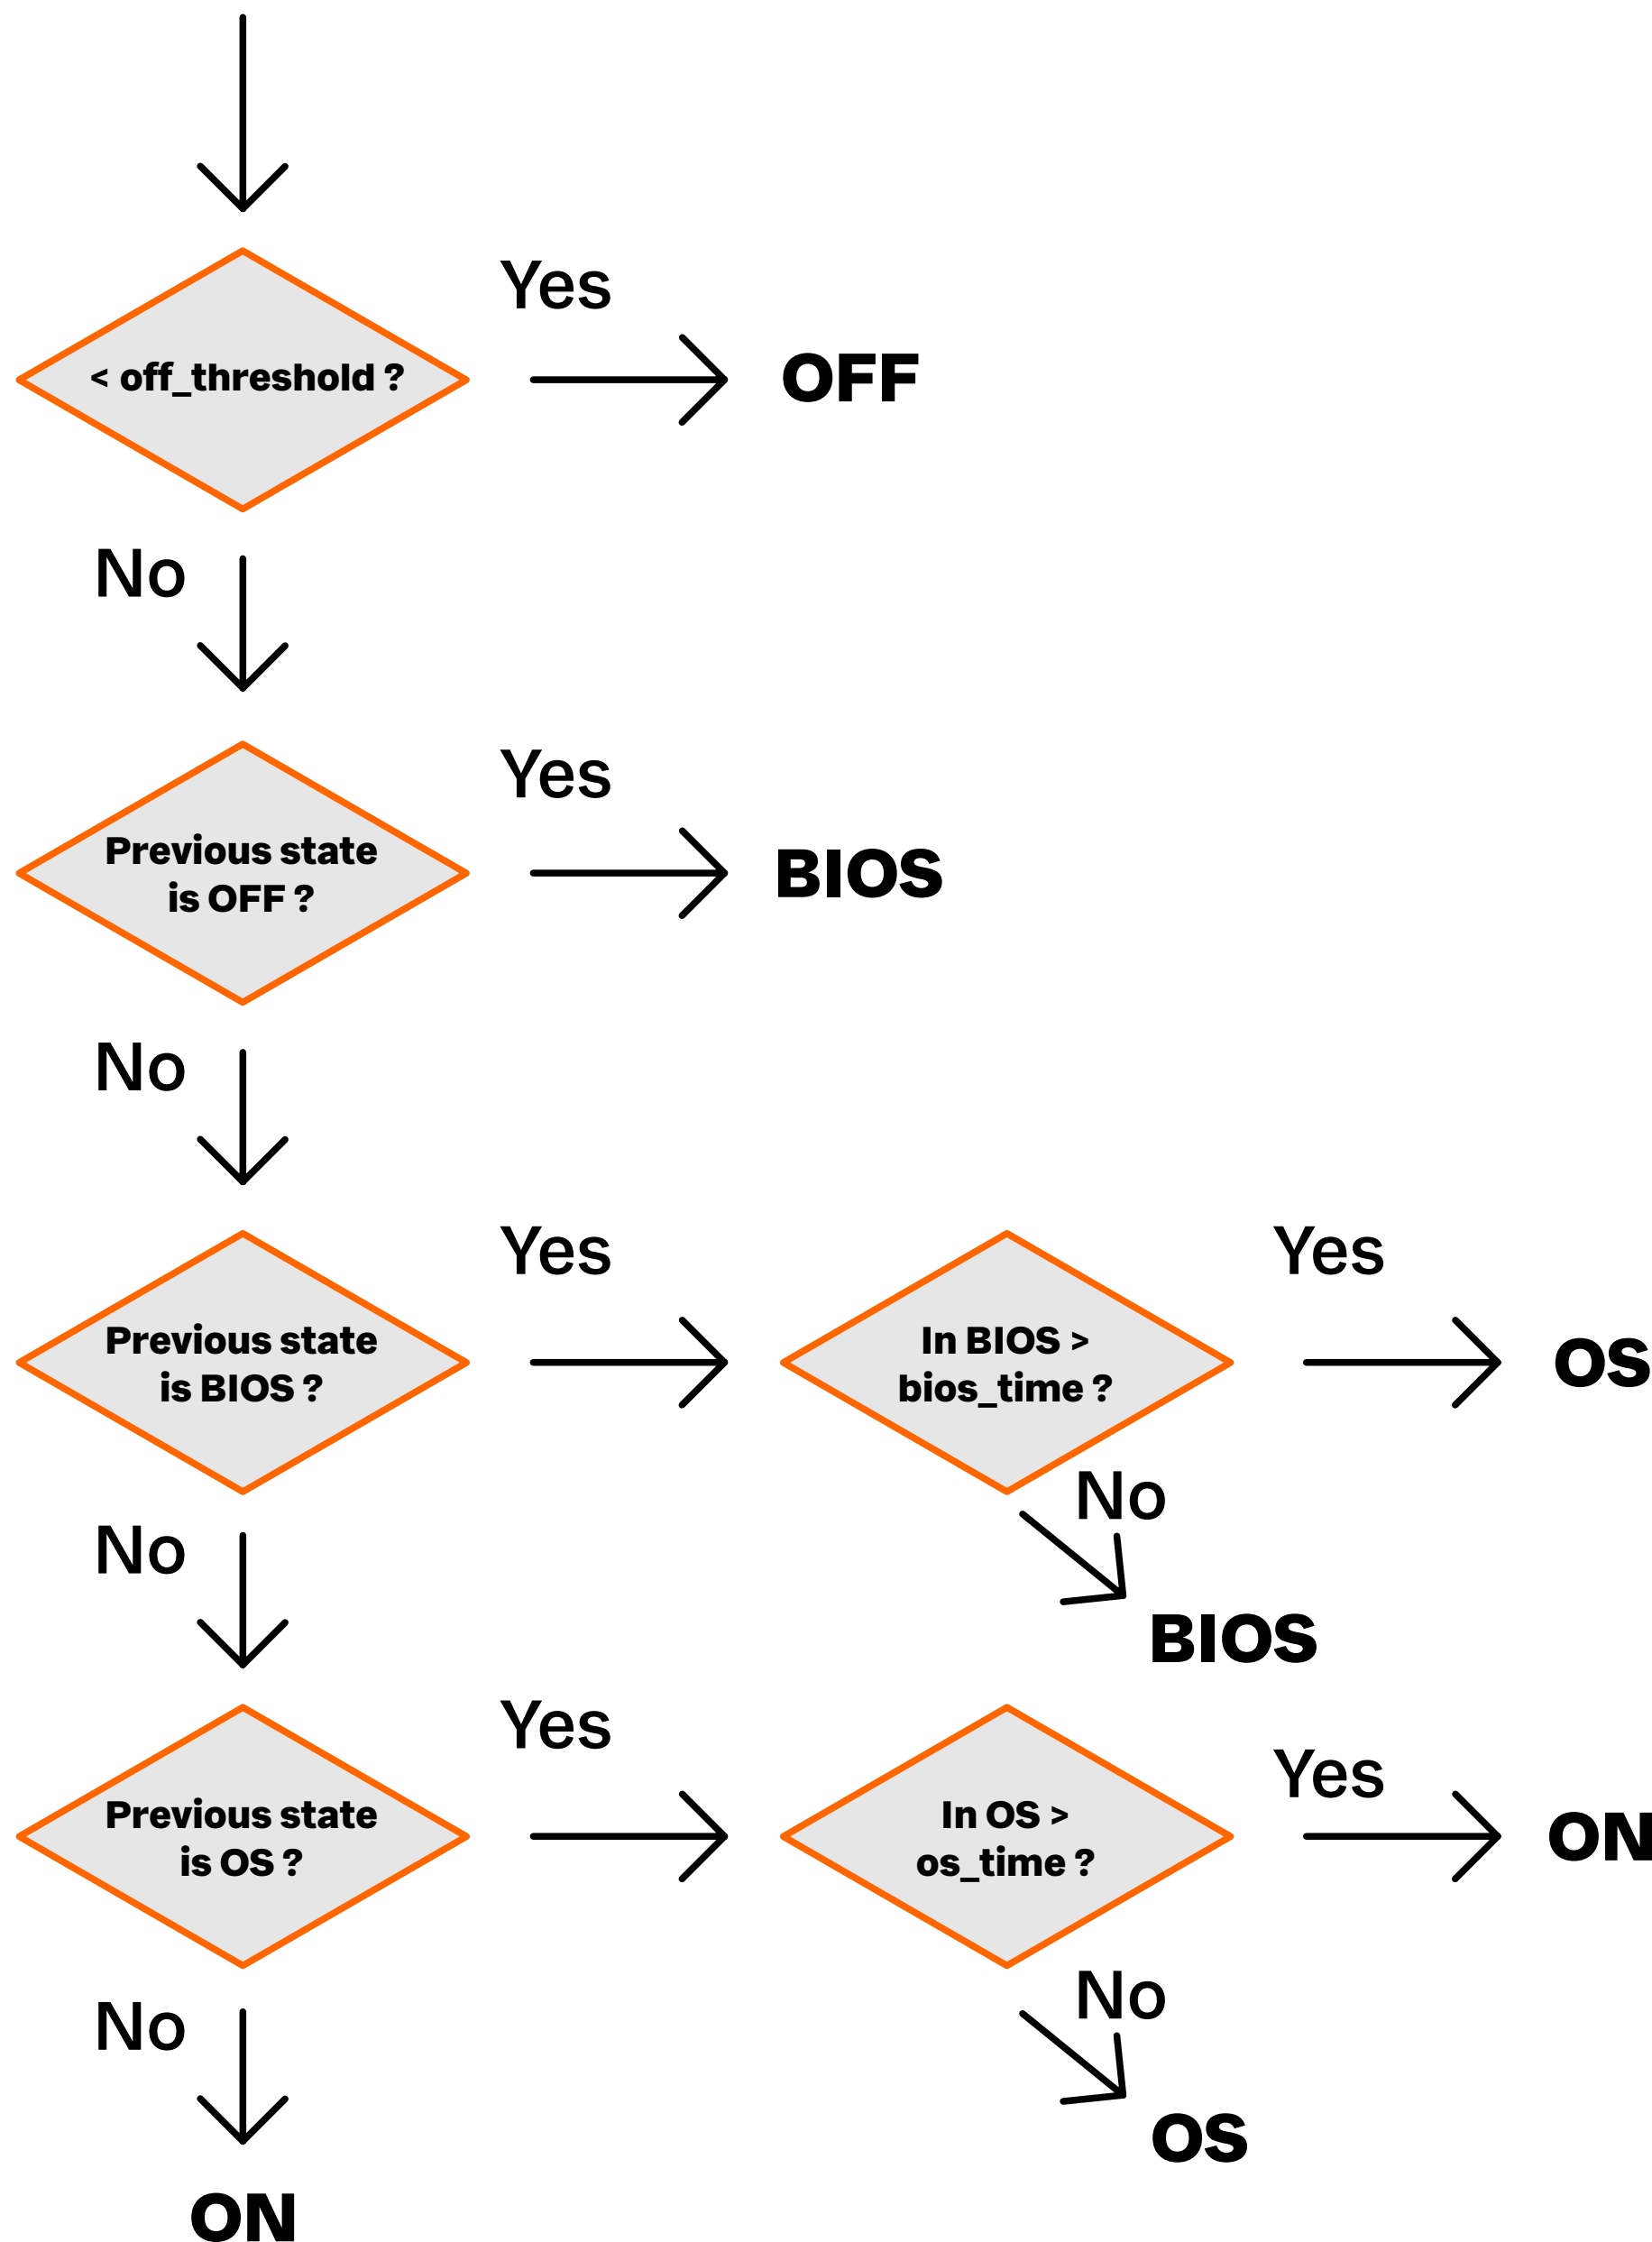 Yes
< off_threshold ?
OFF
No
Yes
Previous state
is OFF ?
BIOS
No
Yes
Yes
Previous state
is BIOS ?
In BIOS >
bios_time ?
OS
No
No
BIOS
Yes
Yes
Previous state
is OS ?
In OS >
os_time ?
ON
No
No
OS
ON